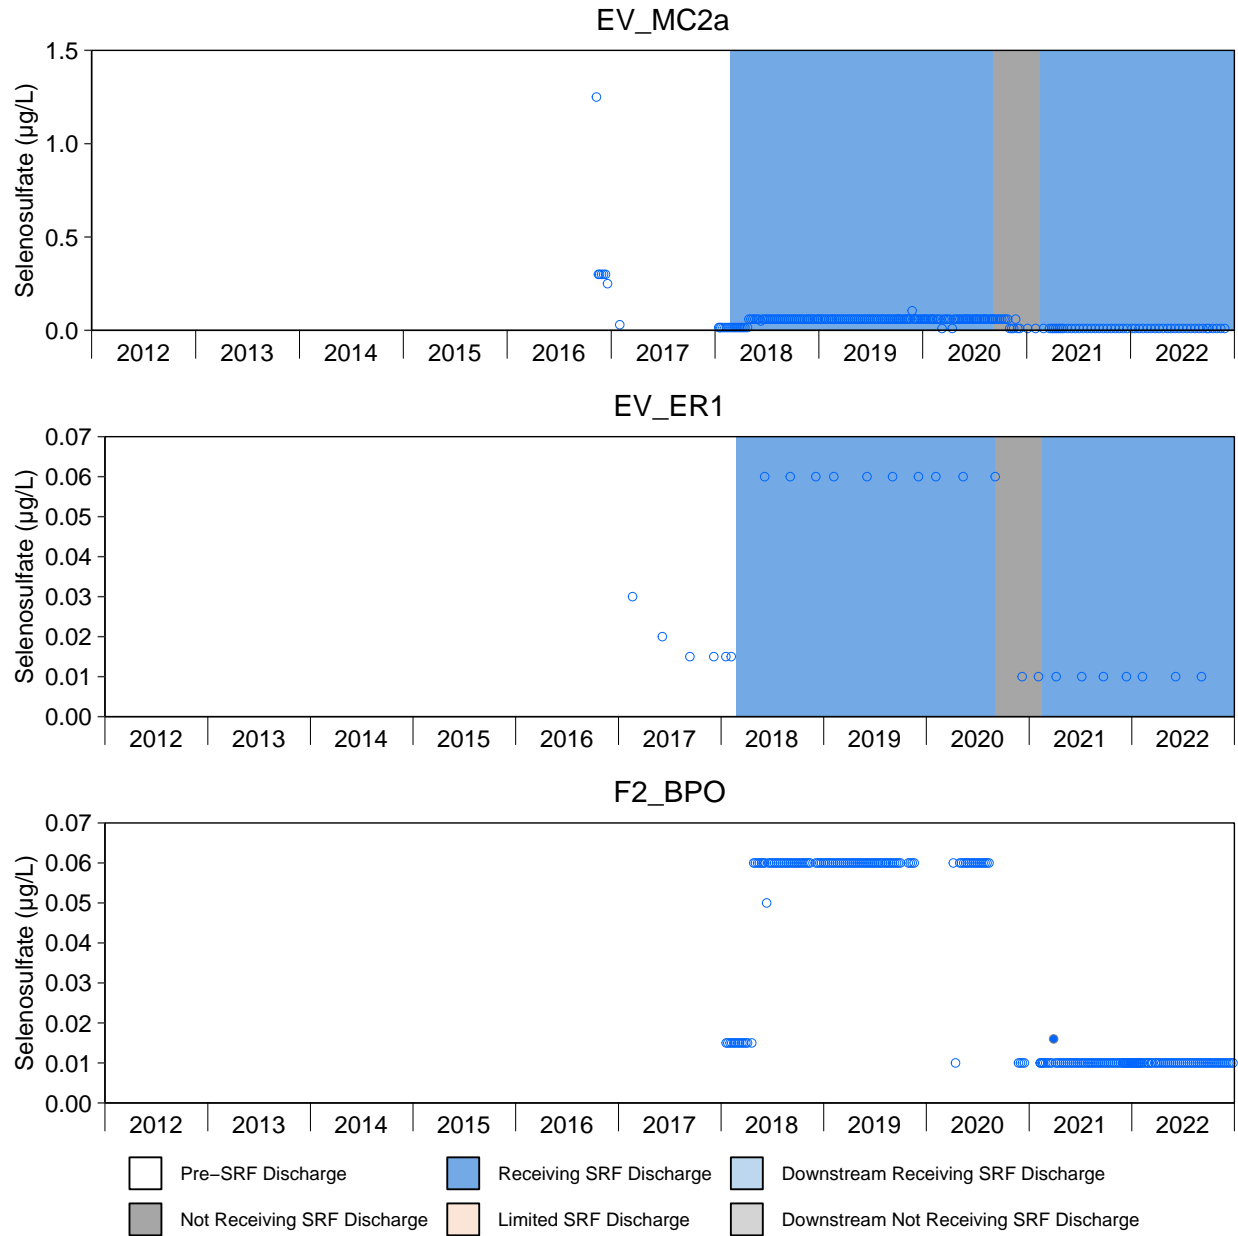 EV_MC2a
Selenosulfate (µg/L)
1.5
1.0
0.5
0.0
2012 2013 2014 2015 2016 2017 2018 2019 2020 2021 2022
EV_ER1
Selenosulfate (µg/L)
0.07
0.06
0.05
0.04
0.03
0.02
0.01
0.00
2012 2013 2014 2015 2016 2017 2018 2019 2020 2021 2022
F2_BPO
Selenosulfate (µg/L)
0.07
0.06
0.05
0.04
0.03
0.02
0.01
0.00
2012 2013 2014 2015 2016 2017 2018 2019 2020 2021 2022
Pre−SRF Discharge Receiving SRF Discharge Downstream Receiving SRF Discharge
Not Receiving SRF Discharge Limited SRF Discharge Downstream Not Receiving SRF Discharge